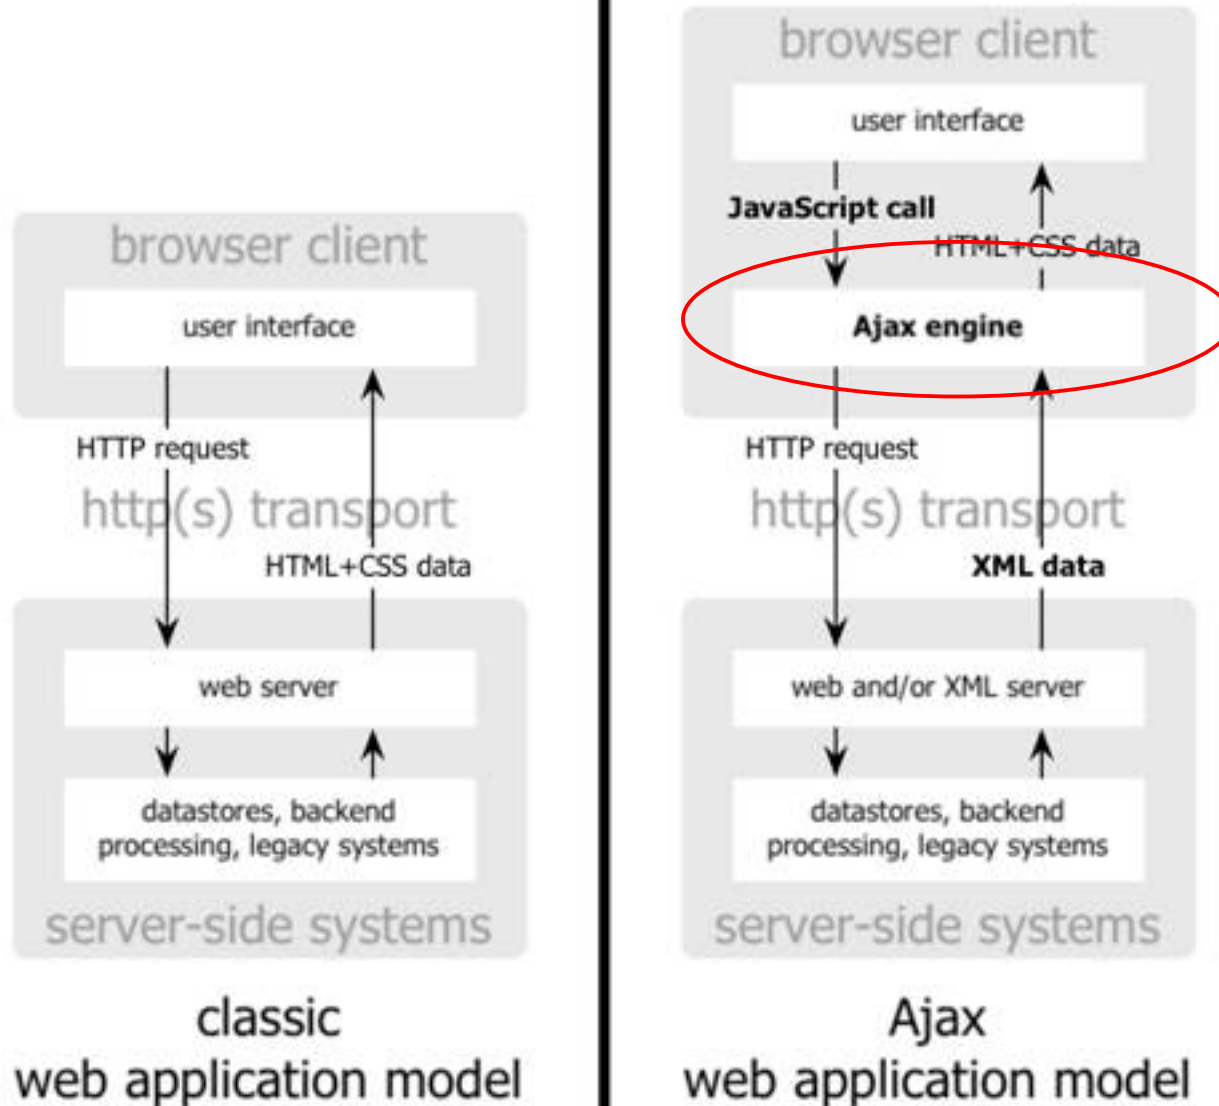 browser client
user interface
HTTP request
http(s) transport
HTML+CSS data
web server
datastores, backend
processing, legacy systems
server-side systems
classic
web application model
browser client
user interface
JavaScript call
HTML+CSS data
Ajax engine
HTTP request
http(s) transport
XML data
web and/or XML server
datastores, backend
processing, legacy systems
server-side systems
Ajax
web application model